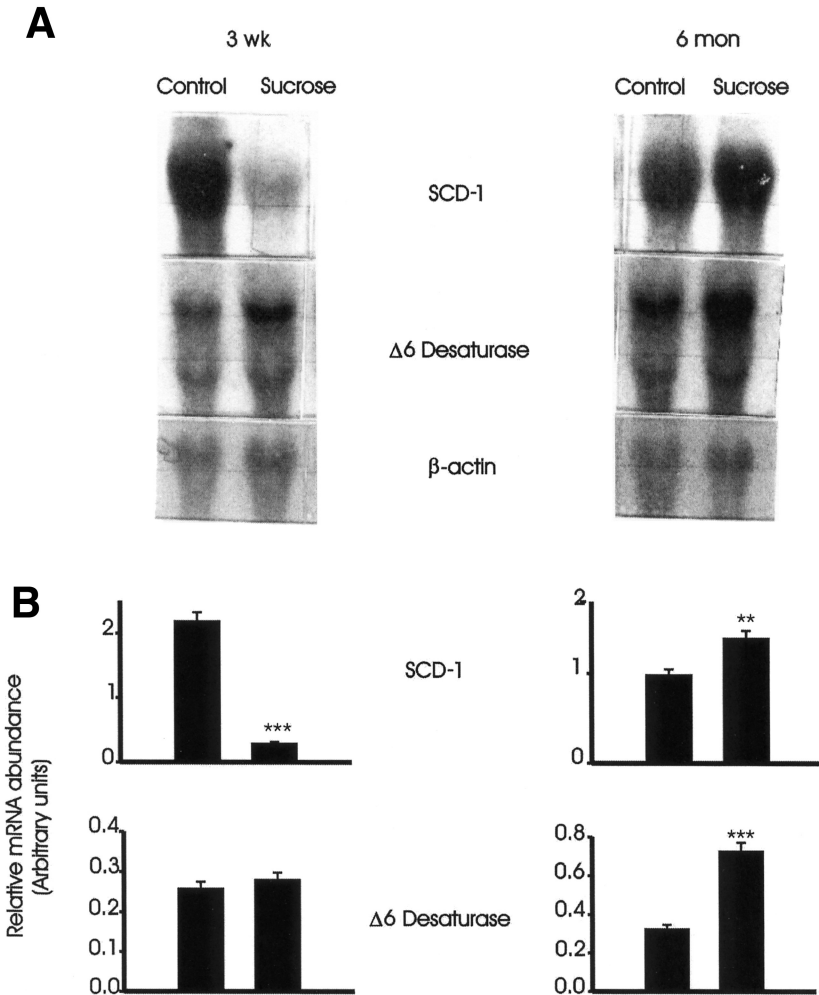 A
3 wk 6 mon
Control Sucrose Control Sucrose
SCD-1
Δ6 Desaturase
β-actin
B
Relative mRNA abundance
(Arbitrary units)
2
1
0
***
SCD-1
2
1
0
**
0.4
0.3
0.2
0.1
0.0
Δ6 Desaturase
0.8
0.6
0.4
0.2
0.0
***